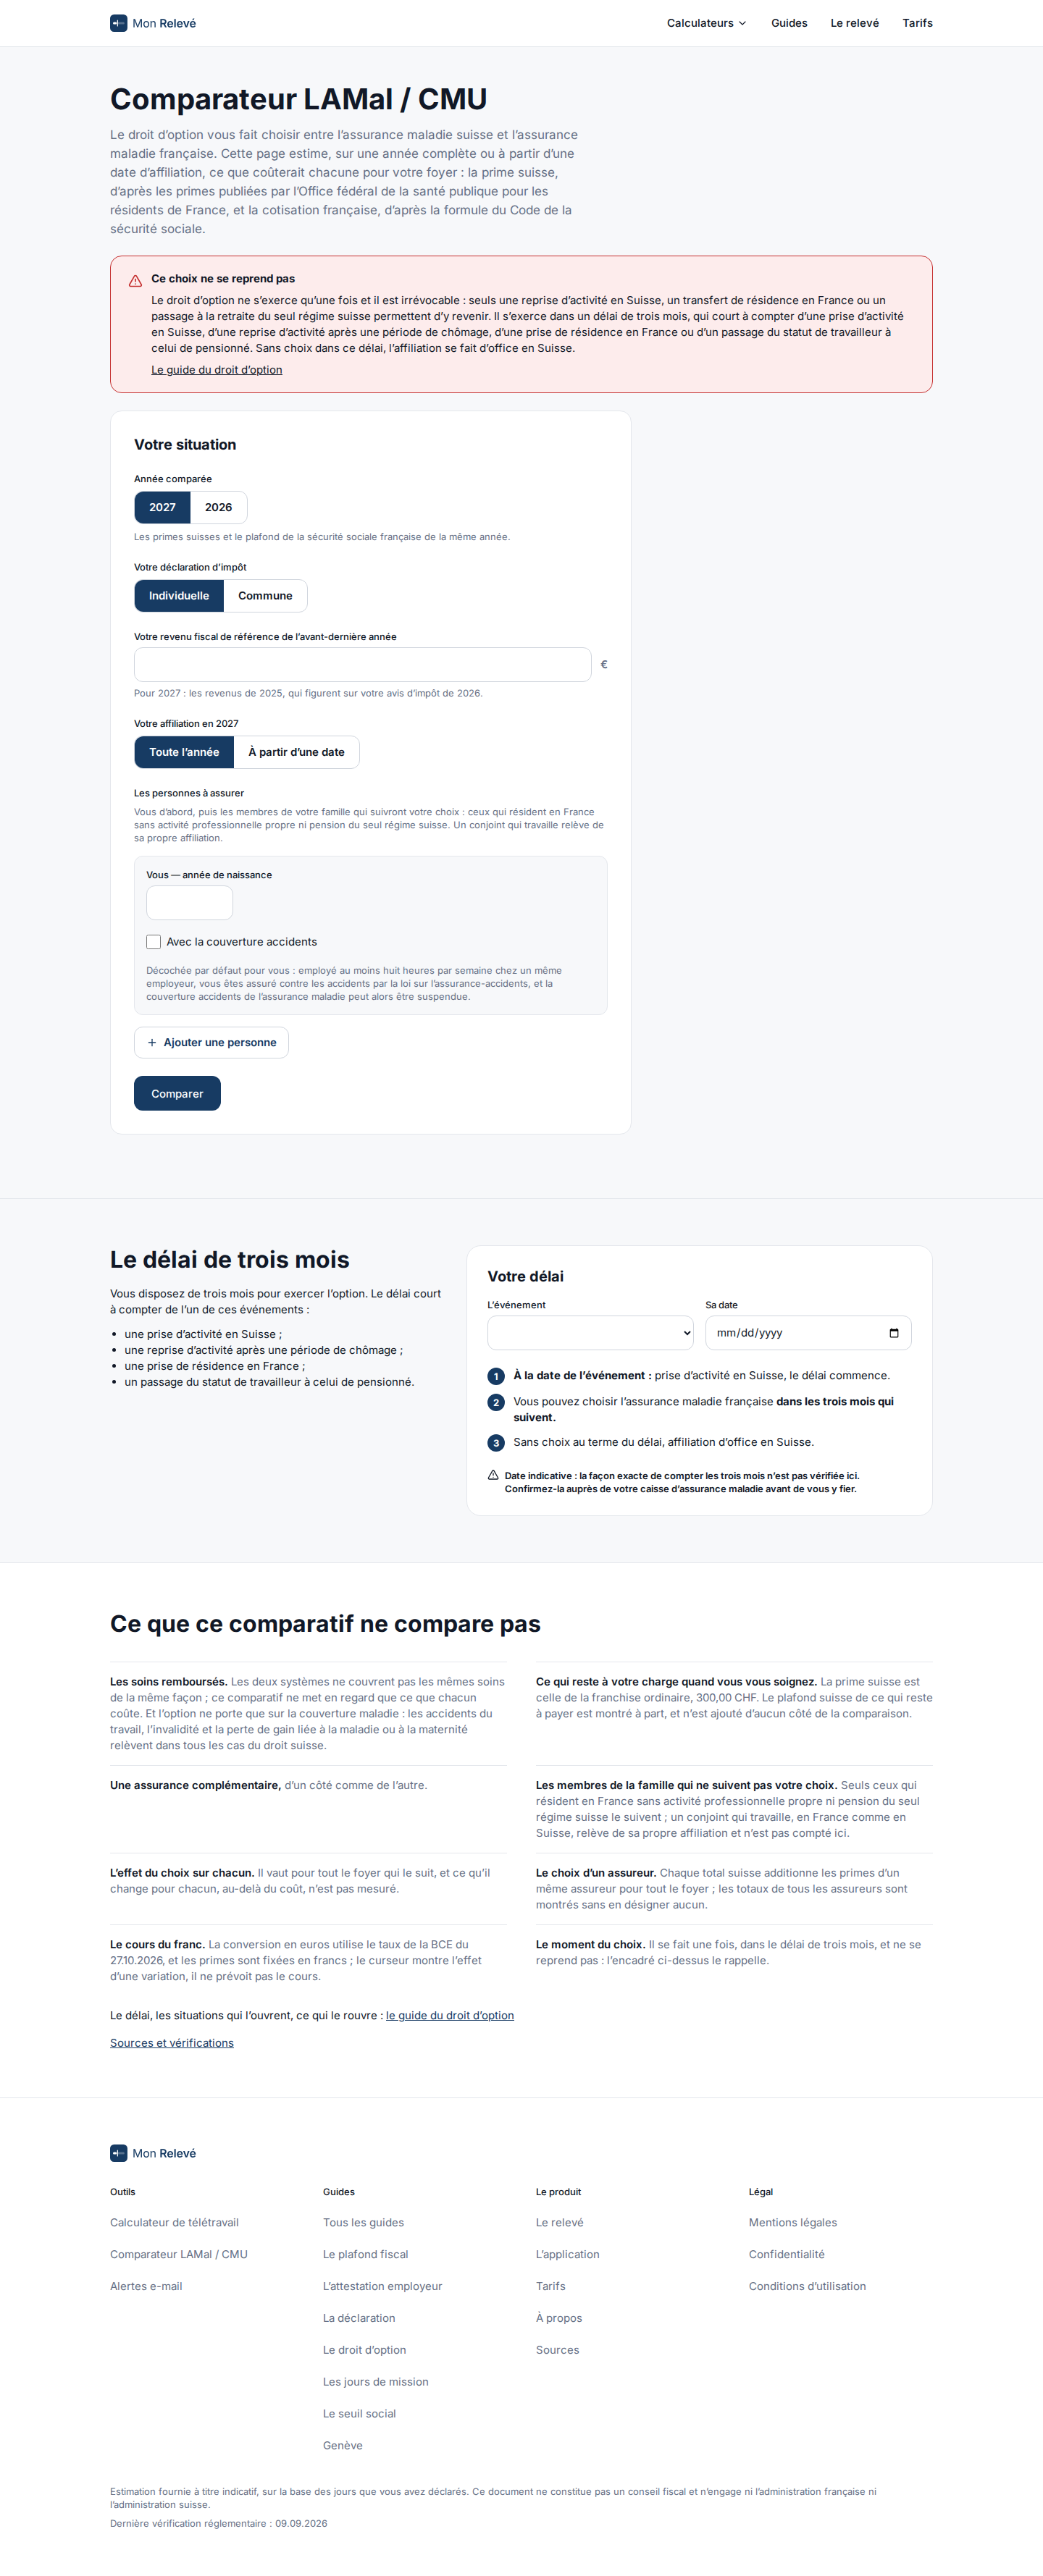 Mon Relevé
Calculateurs
Guides
Le relevé
Tarifs
Comparateur LAMal / CMU
Le droit d’option vous fait choisir entre l’assurance maladie suisse et l’assurance
maladie française. Cette page estime, sur une année complète ou à partir d’une
date d’affiliation, ce que coûterait chacune pour votre foyer : la prime suisse,
d’après les primes publiées par l’Office fédéral de la santé publique pour les
résidents de France, et la cotisation française, d’après la formule du Code de la
sécurité sociale.
Ce choix ne se reprend pas
Le droit d’option ne s’exerce qu’une fois et il est irrévocable : seuls une reprise d’activité en Suisse, un transfert de résidence en France ou un
passage à la retraite du seul régime suisse permettent d’y revenir. Il s’exerce dans un délai de trois mois, qui court à compter d’une prise d’activité
en Suisse, d’une reprise d’activité après une période de chômage, d’une prise de résidence en France ou d’un passage du statut de travailleur à
celui de pensionné. Sans choix dans ce délai, l’affiliation se fait d’office en Suisse.
Le guide du droit d’option
Votre situation
Année comparée
2027
2026
Les primes suisses et le plafond de la sécurité sociale française de la même année.
Votre déclaration d’impôt
Individuelle
Commune
Votre revenu fiscal de référence de l’avant-dernière année
€
Pour 2027 : les revenus de 2025, qui figurent sur votre avis d’impôt de 2026.
Votre affiliation en 2027
Toute l’année
À partir d’une date
Les personnes à assurer
Vous d’abord, puis les membres de votre famille qui suivront votre choix : ceux qui résident en France
sans activité professionnelle propre ni pension du seul régime suisse. Un conjoint qui travaille relève de
sa propre affiliation.
Vous — année de naissance
Avec la couverture accidents
Décochée par défaut pour vous : employé au moins huit heures par semaine chez un même
employeur, vous êtes assuré contre les accidents par la loi sur l’assurance-accidents, et la
couverture accidents de l’assurance maladie peut alors être suspendue.
+ Ajouter une personne
Comparer
Le délai de trois mois
Vous disposez de trois mois pour exercer l’option. Le délai court
à compter de l’un de ces événements :
• une prise d’activité en Suisse ;
• une reprise d’activité après une période de chômage ;
• une prise de résidence en France ;
• un passage du statut de travailleur à celui de pensionné.
Votre délai
L’événement
Sa date
mm/dd/yyyy
1 À la date de l’événement : prise d’activité en Suisse, le délai commence.
2 Vous pouvez choisir l’assurance maladie française dans les trois mois qui
suivent.
3 Sans choix au terme du délai, affiliation d’office en Suisse.
Date indicative : la façon exacte de compter les trois mois n’est pas vérifiée ici.
Confirmez-la auprès de votre caisse d’assurance maladie avant de vous y fier.
Ce que ce comparatif ne compare pas
Les soins remboursés. Les deux systèmes ne couvrent pas les mêmes soins
de la même façon ; ce comparatif ne met en regard que ce que chacun
coûte. Et l’option ne porte que sur la couverture maladie : les accidents du
travail, l’invalidité et la perte de gain liée à la maladie ou à la maternité
relèvent dans tous les cas du droit suisse.
Ce qui reste à votre charge quand vous vous soignez. La prime suisse est
celle de la franchise ordinaire, 300,00 CHF. Le plafond suisse de ce qui reste
à payer est montré à part, et n’est ajouté d’aucun côté de la comparaison.
Une assurance complémentaire, d’un côté comme de l’autre.
Les membres de la famille qui ne suivent pas votre choix. Seuls ceux qui
résident en France sans activité professionnelle propre ni pension du seul
régime suisse le suivent ; un conjoint qui travaille, en France comme en
Suisse, relève de sa propre affiliation et n’est pas compté ici.
L’effet du choix sur chacun. Il vaut pour tout le foyer qui le suit, et ce qu’il
change pour chacun, au-delà du coût, n’est pas mesuré.
Le choix d’un assureur. Chaque total suisse additionne les primes d’un
même assureur pour tout le foyer ; les totaux de tous les assureurs sont
montrés sans en désigner aucun.
Le cours du franc. La conversion en euros utilise le taux de la BCE du
27.10.2026, et les primes sont fixées en francs ; le curseur montre l’effet
d’une variation, il ne prévoit pas le cours.
Le moment du choix. Il se fait une fois, dans le délai de trois mois, et ne se
reprend pas : l’encadré ci-dessus le rappelle.
Le délai, les situations qui l’ouvrent, ce qui le rouvre : le guide du droit d’option
Sources et vérifications
Mon Relevé
Outils
Calculateur de télétravail
Comparateur LAMal / CMU
Alertes e-mail
Guides
Tous les guides
Le plafond fiscal
L’attestation employeur
La déclaration
Le droit d’option
Les jours de mission
Le seuil social
Genève
Le produit
Le relevé
L’application
Tarifs
À propos
Sources
Légal
Mentions légales
Confidentialité
Conditions d’utilisation
Estimation fournie à titre indicatif, sur la base des jours que vous avez déclarés. Ce document ne constitue pas un conseil fiscal et n’engage ni l’administration française ni
l’administration suisse.
Dernière vérification réglementaire : 09.09.2026